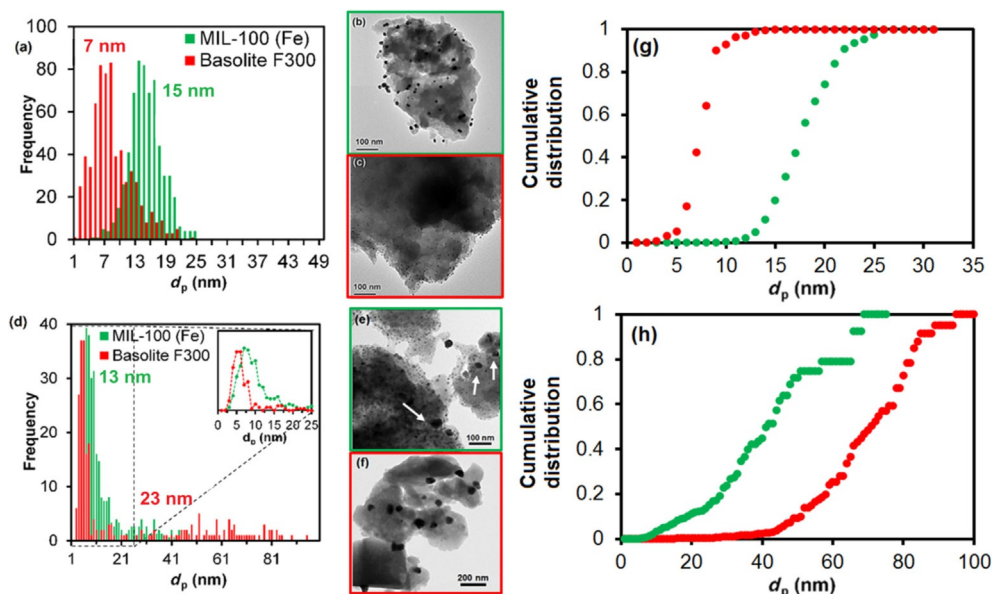 (a)
MIL-100 (Fe)
Basolite F300
7 nm
15 nm
Frequency
100
80
60
40
20
0
1 7 13 19 25 31 37 43 49
dp (nm)
(b)
100 nm
(c)
100 nm
(g)
Cumulative
distribution
1
0.8
0.6
0.4
0.2
0
0 5 10 15 20 25 30 35
dp (nm)
(d)
MIL-100 (Fe)
Basolite F300
13 nm
23 nm
Frequency
40
30
20
10
0
1 21 41 61 81
dp (nm)
0 5 10 15 20 25
dp (nm)
(e)
100 nm
(f)
200 nm
(h)
Cumulative
distribution
1
0.8
0.6
0.4
0.2
0
0 20 40 60 80 100
dp (nm)